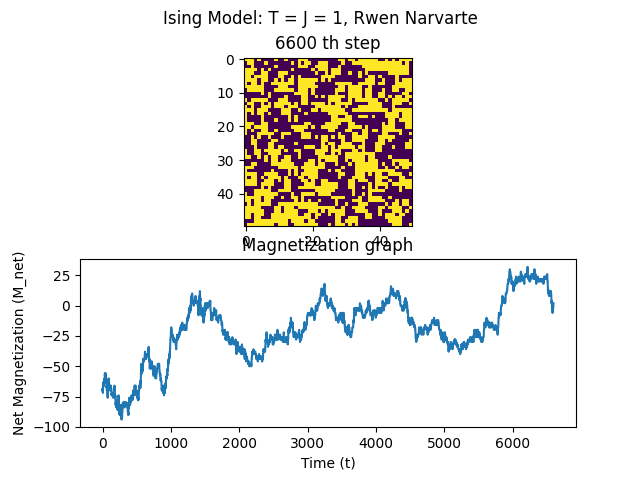 Ising Model: T = J = 1, Rwen Narvarte
6600 th step
0
10
20
30
40
0 20 40
Magnetization graph
Net Magnetization (M_net)
25
0
−25
−50
−75
−100
0 1000 2000 3000 4000 5000 6000
Time (t)